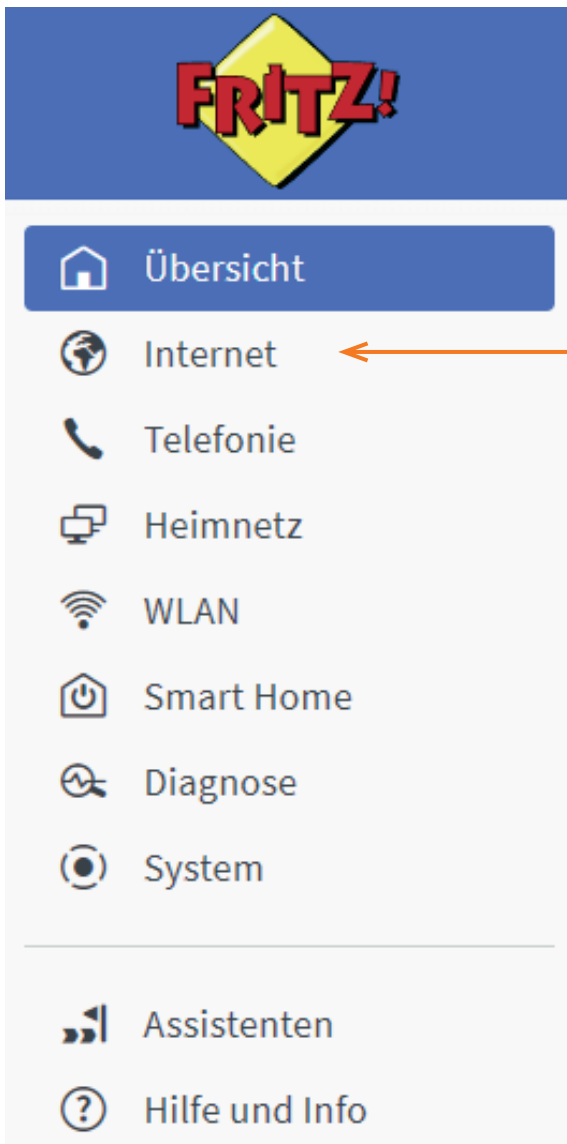 FRITZ!
Übersicht
Internet
Telefonie
Heimnetz
WLAN
Smart Home
Diagnose
System
Assistenten
Hilfe und Info